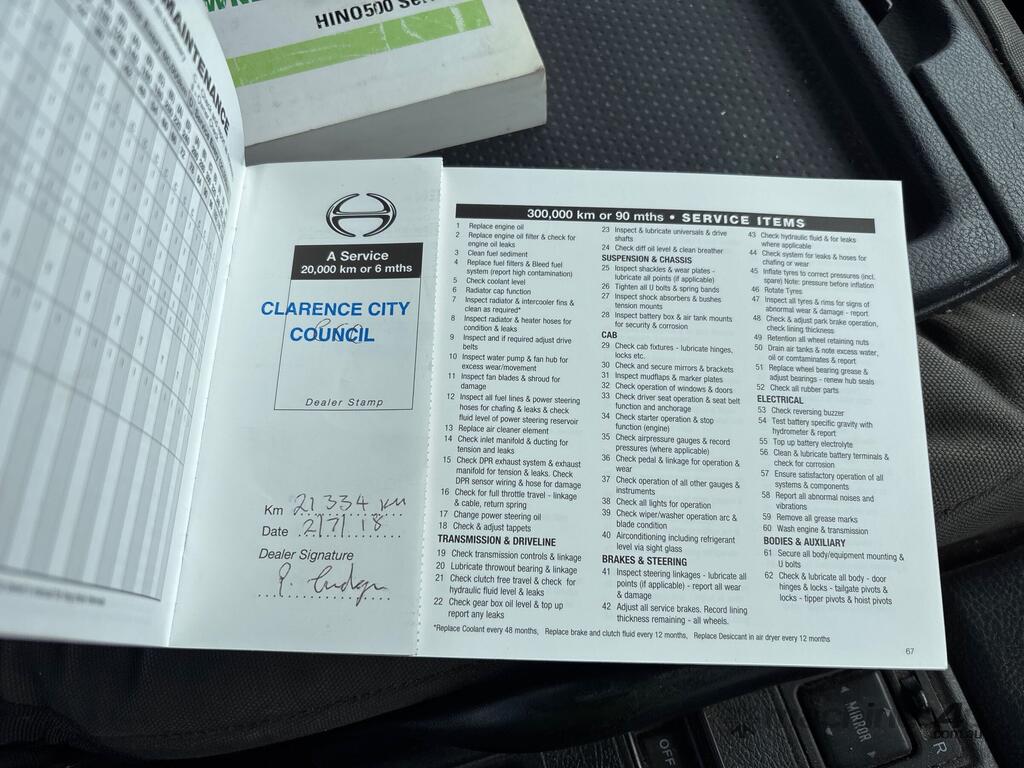 MAINTENANCE
HINO500
A Service
20,000 km or 6 mths
CLARENCE CITY
COUNCIL
Dealer Stamp
Km 21 334 km
Date 2/7/18
Dealer Signature
300,000 km or 90 mths • SERVICE ITEMS
1 Replace engine oil
2 Replace engine oil filter & check for
engine oil leaks
3 Clean fuel sediment
4 Replace fuel filters & Bleed fuel
system (report high contamination)
5 Check coolant level
6 Radiator cap function
7 Inspect radiator & intercooler fins &
clean as required*
8 Inspect radiator & heater hoses for
condition & leaks
9 Inspect and if required adjust drive
belts
10 Inspect water pump & fan hub for
excess wear/movement
11 Inspect fan blades & shroud for
damage
12 Inspect all fuel lines & power steering
hoses for chafing & leaks & check
fluid level of power steering reservoir
13 Replace air cleaner element
14 Check inlet manifold & ducting for
tension and leaks
15 Check DPR exhaust system & exhaust
manifold for tension & leaks. Check
DPR sensor wiring & hose for damage
16 Check for full throttle travel - linkage
& cable, return spring
17 Change power steering oil
18 Check & adjust tappets
TRANSMISSION & DRIVELINE
19 Check transmission controls & linkage
20 Lubricate throwout bearing & linkage
21 Check clutch free travel & check for
hydraulic fluid level & leaks
22 Check gear box oil level & top up
report any leaks
23 Inspect & lubricate universals & drive
shafts
24 Check diff oil level & clean breather
SUSPENSION & CHASSIS
25 Inspect shackles & wear plates -
lubricate all points (if applicable)
26 Tighten all U bolts & spring bands
27 Inspect shock absorbers & bushes
tension mounts
28 Inspect battery box & air tank mounts
for security & corrosion
CAB
29 Check cab fixtures - lubricate hinges,
locks etc.
30 Check and secure mirrors & brackets
31 Inspect mudflaps & marker plates
32 Check operation of windows & doors
33 Check driver seat operation & seat belt
function and anchorage
34 Check starter operation & stop
function (engine)
35 Check airpressure gauges & record
pressures (where applicable)
36 Check pedal & linkage for operation &
wear
37 Check operation of all other gauges &
instruments
38 Check all lights for operation
39 Check wiper/washer operation arc &
blade condition
40 Airconditioning including refrigerant
level via sight glass
BRAKES & STEERING
41 Inspect steering linkages - lubricate all
points (if applicable) - report all wear
& damage
42 Adjust all service brakes. Record lining
thickness remaining - all wheels.
43 Check hydraulic fluid & for leaks
where applicable
44 Check system for leaks & hoses for
chafing or wear
45 Inflate tyres to correct pressures (incl.
spare) Note: pressure before inflation
46 Rotate Tyres
47 Inspect all tyres & rims for signs of
abnormal wear & damage - report
48 Check & adjust park brake operation,
check lining thickness
49 Retention all wheel retaining nuts
50 Drain air tanks & note excess water,
oil or comtaminates & report
51 Replace wheel bearing grease &
adjust bearings - renew hub seals
52 Check all rubber parts
ELECTRICAL
53 Check reversing buzzer
54 Test battery specific gravity with
hydrometer & report
55 Top up battery electrolyte
56 Clean & lubricate battery terminals &
check for corrosion
57 Ensure satisfactory operation of all
systems & components
58 Report all abnormal noises and
vibrations
59 Remove all grease marks
60 Wash engine & transmission
BODIES & AUXILIARY
61 Secure all body/equipment mounting &
U bolts
62 Check & lubricate all body - door
hinges & locks - tailgate pivots &
locks - tipper pivots & hoist pivots
*Replace Coolant every 48 months, Replace brake and clutch fluid every 12 months, Replace Desiccant in air dryer every 12 months
67
OFF
MIRROR
R